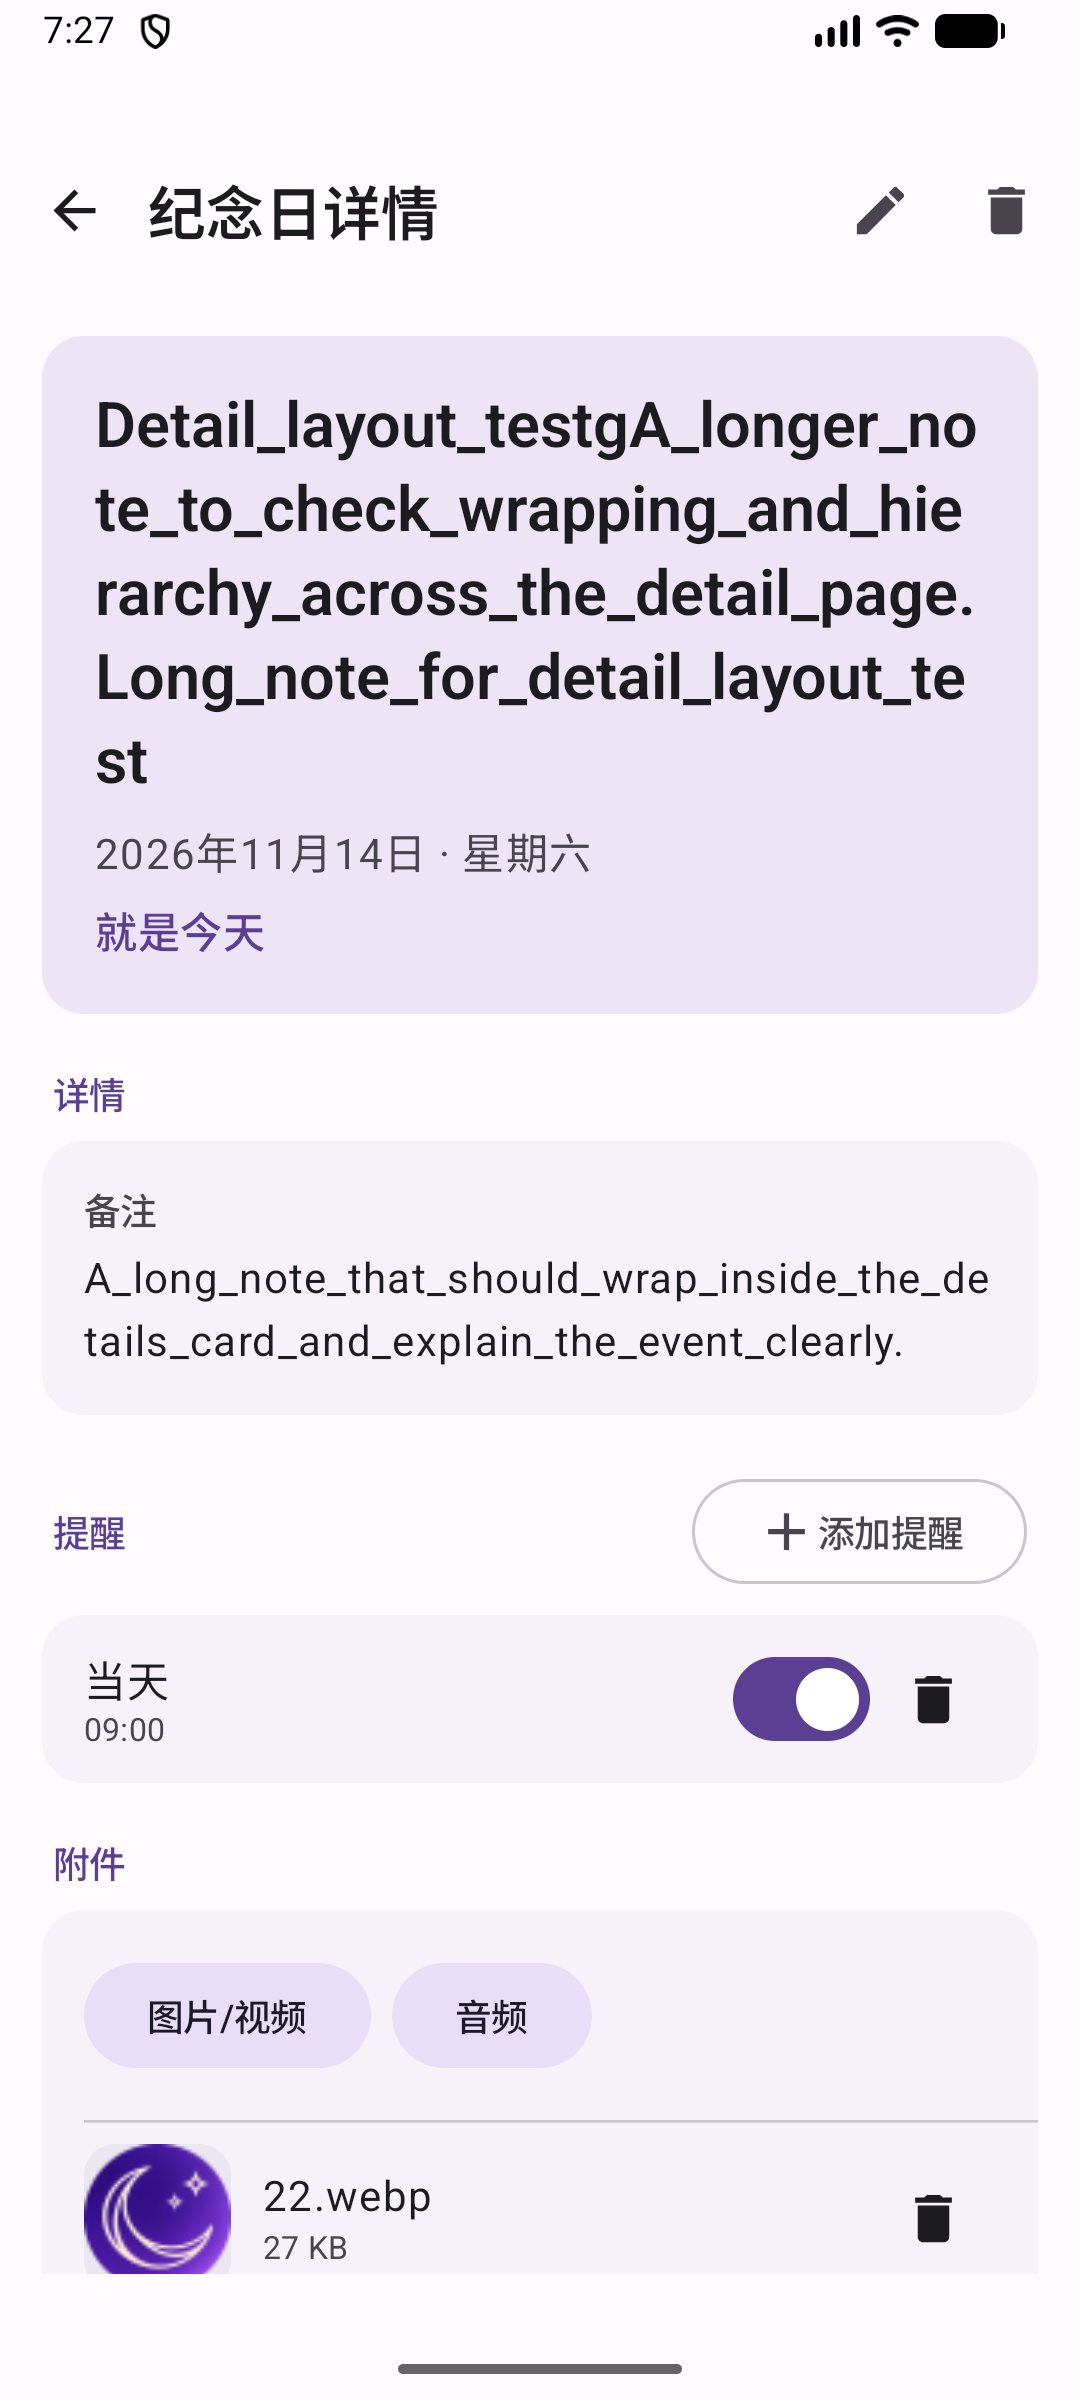 7:27
纪念日详情
Detail_layout_testgA_longer_no
te_to_check_wrapping_and_hie
rarchy_across_the_detail_page.
Long_note_for_detail_layout_te
st
2026年11月14日 · 星期六
就是今天
详情
备注
A_long_note_that_should_wrap_inside_the_de
tails_card_and_explain_the_event_clearly.
提醒
添加提醒
当天
09:00
附件
图片/视频
音频
22.webp
27 KB